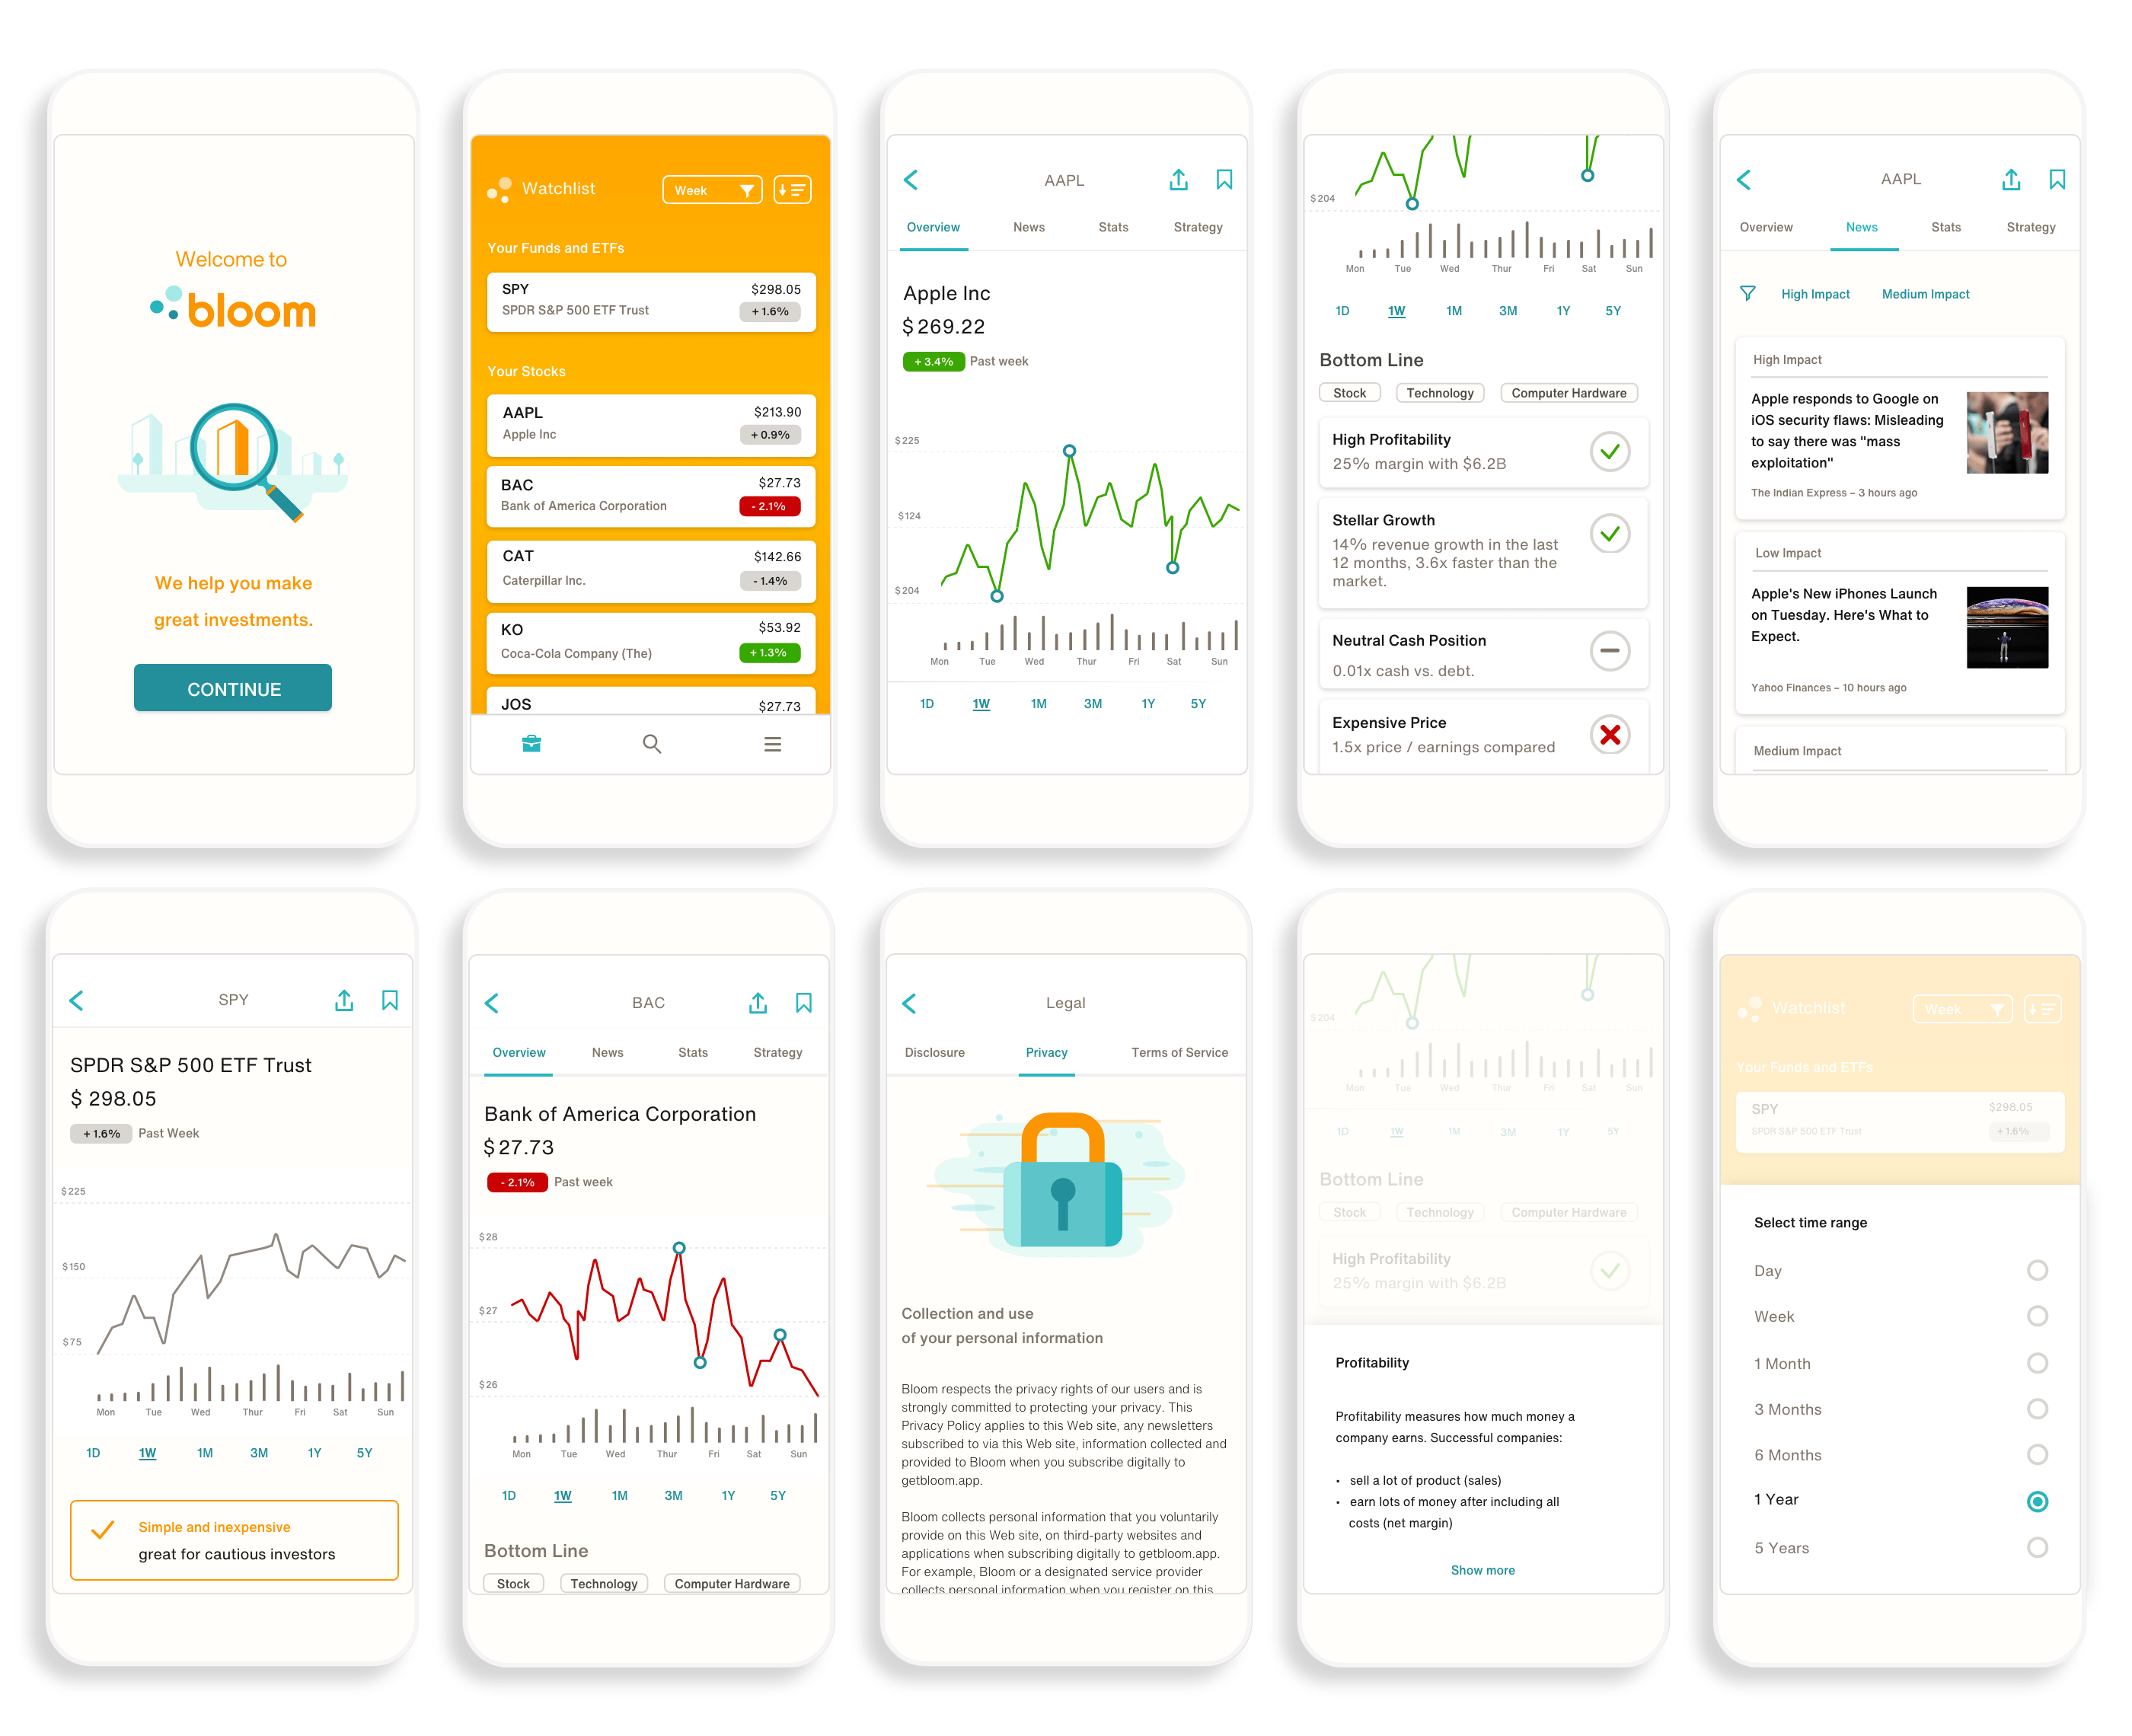 Welcome to
bloom
We help you make
great investments.
CONTINUE
Watchlist
Week
Your Funds and ETFs
SPY
$298.05
SPDR S&P 500 ETF Trust
+ 1.6%
Your Stocks
AAPL
$213.90
Apple Inc
+ 0.9%
BAC
$27.73
Bank of America Corporation
- 2.1%
CAT
$142.66
Caterpillar Inc.
- 1.4%
KO
$53.92
Coca-Cola Company (The)
+ 1.3%
JOS
$27.73
AAPL
Overview News Stats Strategy
Apple Inc
$ 269.22
+ 3.4% Past week
$ 225
$ 124
$ 204
Mon Tue Wed Thur Fri Sat Sun
1D 1W 1M 3M 1Y 5Y
$ 204
Mon Tue Wed Thur Fri Sat Sun
1D 1W 1M 3M 1Y 5Y
Bottom Line
Stock Technology Computer Hardware
High Profitability
25% margin with $6.2B
Stellar Growth
14% revenue growth in the last
12 months, 3.6x faster than the
market.
Neutral Cash Position
0.01x cash vs. debt.
Expensive Price
1.5x price / earnings compared
AAPL
Overview News Stats Strategy
High Impact Medium Impact
High Impact
Apple responds to Google on
iOS security flaws: Misleading
to say there was "mass
exploitation"
The Indian Express – 3 hours ago
Low Impact
Apple's New iPhones Launch
on Tuesday. Here's What to
Expect.
Yahoo Finances – 10 hours ago
Medium Impact
SPY
SPDR S&P 500 ETF Trust
$ 298.05
+ 1.6% Past Week
$ 225
$ 150
$ 75
Mon Tue Wed Thur Fri Sat Sun
1D 1W 1M 3M 1Y 5Y
Simple and inexpensive
great for cautious investors
BAC
Overview News Stats Strategy
Bank of America Corporation
$ 27.73
- 2.1% Past week
$ 28
$ 27
$ 26
Mon Tue Wed Thur Fri Sat Sun
1D 1W 1M 3M 1Y 5Y
Bottom Line
Stock Technology Computer Hardware
Legal
Disclosure Privacy Terms of Service
Collection and use
of your personal information
Bloom respects the privacy rights of our users and is
strongly committed to protecting your privacy. This
Privacy Policy applies to this Web site, any newsletters
subscribed to via this Web site, information collected and
provided to Bloom when you subscribe digitally to
getbloom.app.
Bloom collects personal information that you voluntarily
provide on this Web site, on third-party websites and
applications when subscribing digitally to getbloom.app.
For example, Bloom or a designated service provider
collects personal information when you register on this
$ 204
Mon Tue Wed Thur Fri Sat Sun
1D 1W 1M 3M 1Y 5Y
Bottom Line
Stock Technology Computer Hardware
High Profitability
25% margin with $6.2B
Profitability
Profitability measures how much money a
company earns. Successful companies:
• sell a lot of product (sales)
• earn lots of money after including all
costs (net margin)
Show more
Watchlist
Week
Your Funds and ETFs
SPY
$298.05
SPDR S&P 500 ETF Trust
+ 1.6%
Select time range
Day
Week
1 Month
3 Months
6 Months
1 Year
5 Years